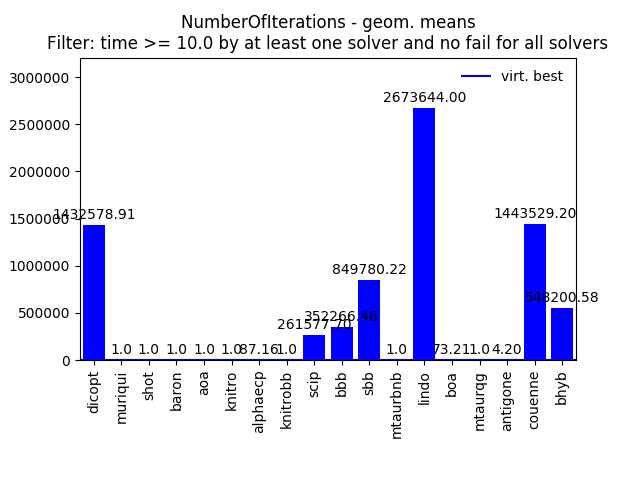 NumberOfIterations - geom. means
Filter: time >= 10.0 by at least one solver and no fail for all solvers
virt. best
3000000
2500000
2000000
1500000
1000000
500000
0
1432578.91
1.0
1.0
1.0
1.0
1.0
87.16
1.0
261577.70
352266.46
849780.22
1.0
2673644.00
73.21
1.0
4.20
1443529.20
548200.58
dicopt
muriqui
shot
baron
aoa
knitro
alphaecp
knitrobb
scip
bbb
sbb
mtaurbnb
lindo
boa
mtaurqg
antigone
couenne
bhyb